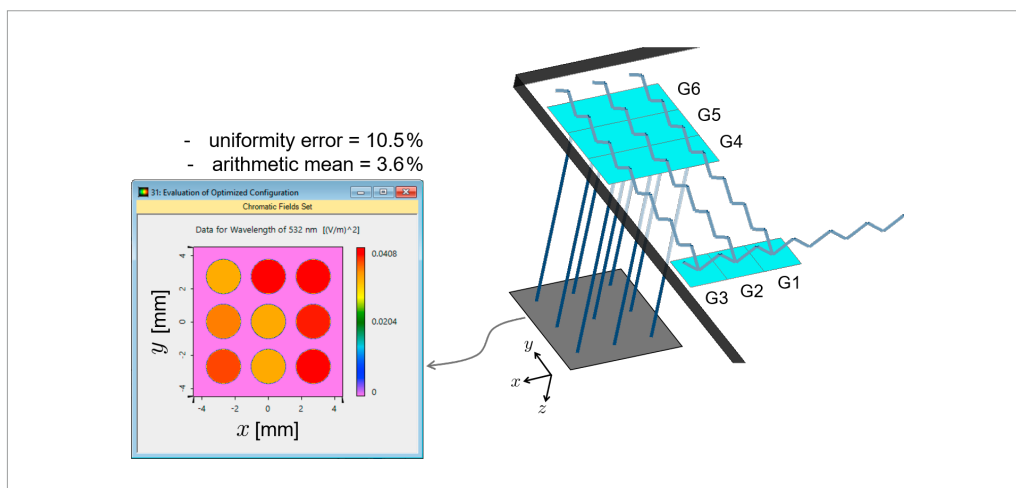 - uniformity error = 10.5%
- arithmetic mean = 3.6%
31: Evaluation of Optimized Configuration
Chromatic Fields Set
Data for Wavelength of 532 nm [(V/m)^2]
y [mm]
4
2
0
-2
-4
-4 -2 0 2 4
x [mm]
0.0408
0.0204
0
G6
G5
G4
G3 G2 G1
y
x
z